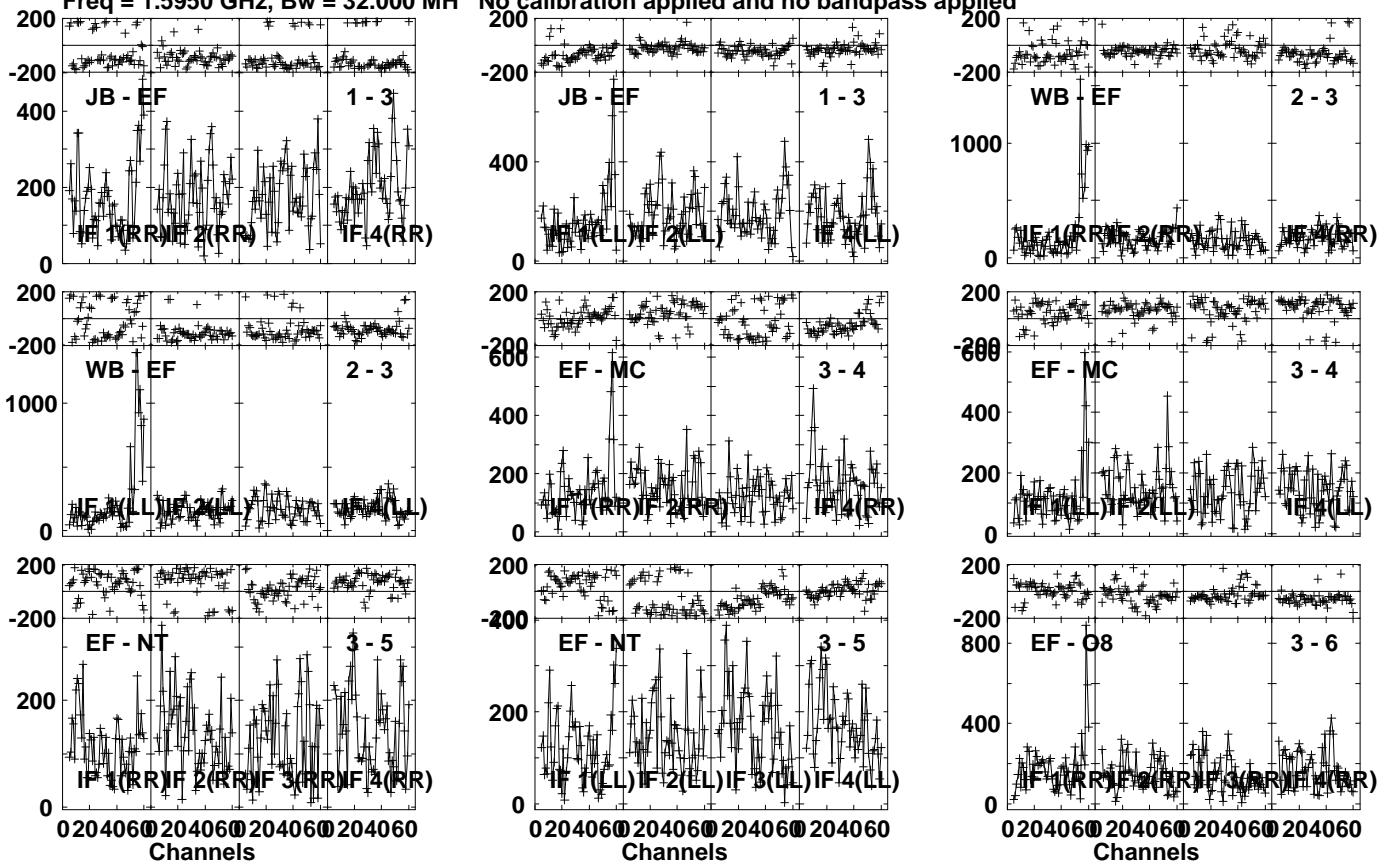 Freq = 1.5950 GHz, Bw = 32.000 MH No calibration applied and no bandpass applied
200 200 200
-200 -200 -200
JB - EF 1 - 3 JB - EF 1 - 3 WB - EF 2 - 3
400
1000
400
200
IF 1(RR) IF 2(RR) IF 4(RR) IF 1(LL) IF 2(LL) IF 4(LL) IF 1(RR) IF 2(RR) IF 4(RR)
0 0 0
200 200 200
-200 -200 -200
600 600
WB - EF 2 - 3 EF - MC 3 - 4 EF - MC 3 - 4
1000 400 400
200 200
IF 1(LL) IF 2(LL) IF 4(LL) IF 1(RR) IF 2(RR) IF 4(RR) IF 1(LL) IF 2(LL) IF 4(LL)
0 0 0
200 200 200
-200 -200 -200
400
EF - NT 3 - 5 EF - NT 3 - 5 EF - O8 3 - 6
800
200 200 400
IF 1(RR) IF 2(RR) IF 3(RR) IF 4(RR) IF 1(LL) IF 2(LL) IF 3(LL) IF 4(LL) IF 1(RR) IF 2(RR) IF 3(RR) IF 4(RR)
0 0 0
0 20 40 60 0 20 40 60 0 20 40 60 0 20 40 60 0 20 40 60 0 20 40 60 0 20 40 60 0 20 40 60 0 20 40 60 0 20 40 60 0 20 40 60 0 20 40 60
Channels Channels Channels